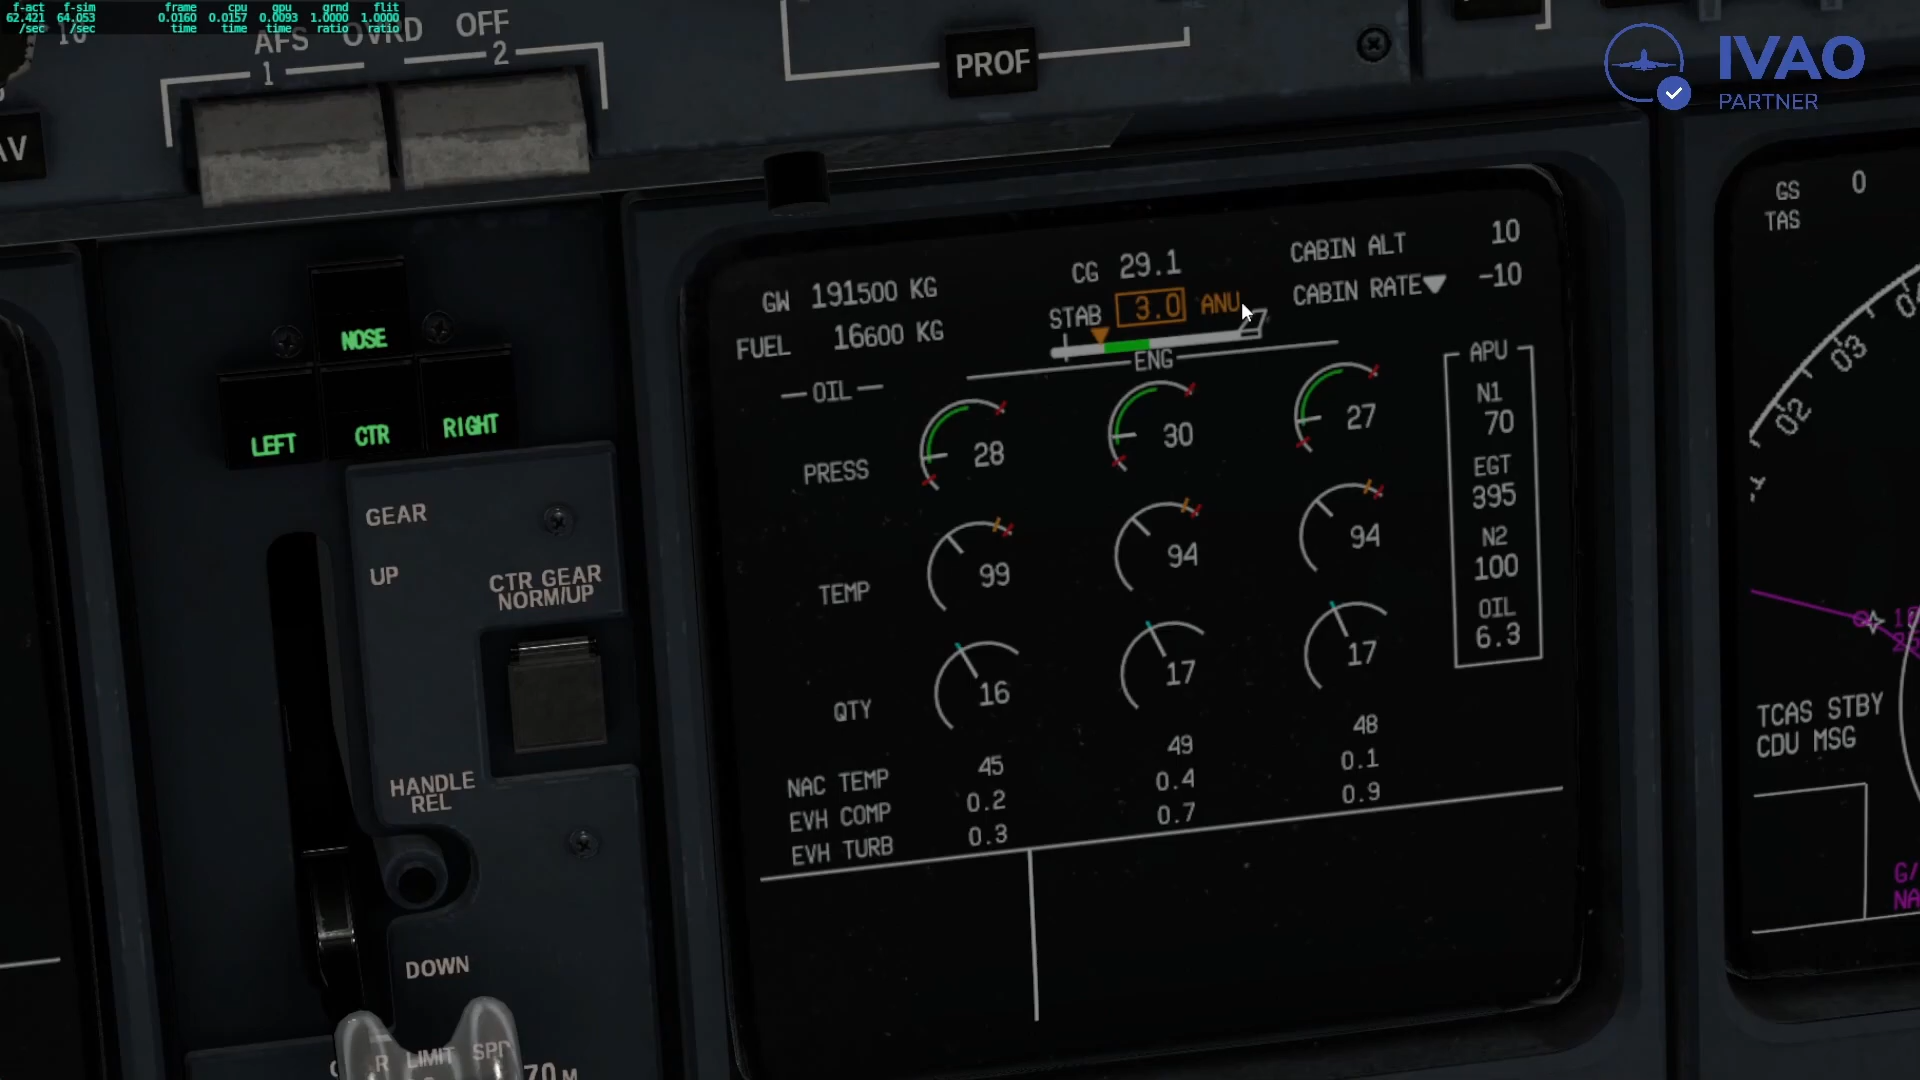 f-act f-sim frame cpu gpu grnd flit
62.421 64.053 0.0160 0.0157 0.0093 1.0000 1.0000
/sec /sec time time time ratio ratio
AFS OVRD OFF
1 2
PROF
IVAO
PARTNER
NOSE
LEFT CTR RIGHT
GEAR
UP
CTR GEAR
NORM/UP
HANDLE
REL
DOWN
LIMIT SPD
GW 191500 KG
FUEL 16600 KG
CG 29.1
STAB 3.0 ANU
CABIN ALT 10
CABIN RATE▼ -10
OIL
ENG
PRESS 28 30 27
TEMP 99 94 94
QTY 16 17 17
NAC TEMP 45 49 48
EVH COMP 0.2 0.4 0.1
EVH TURB 0.3 0.7 0.9
APU
N1
70
EGT
395
N2
100
OIL
6.3
GS 0
TAS
03
02
TCAS STBY
CDU MSG